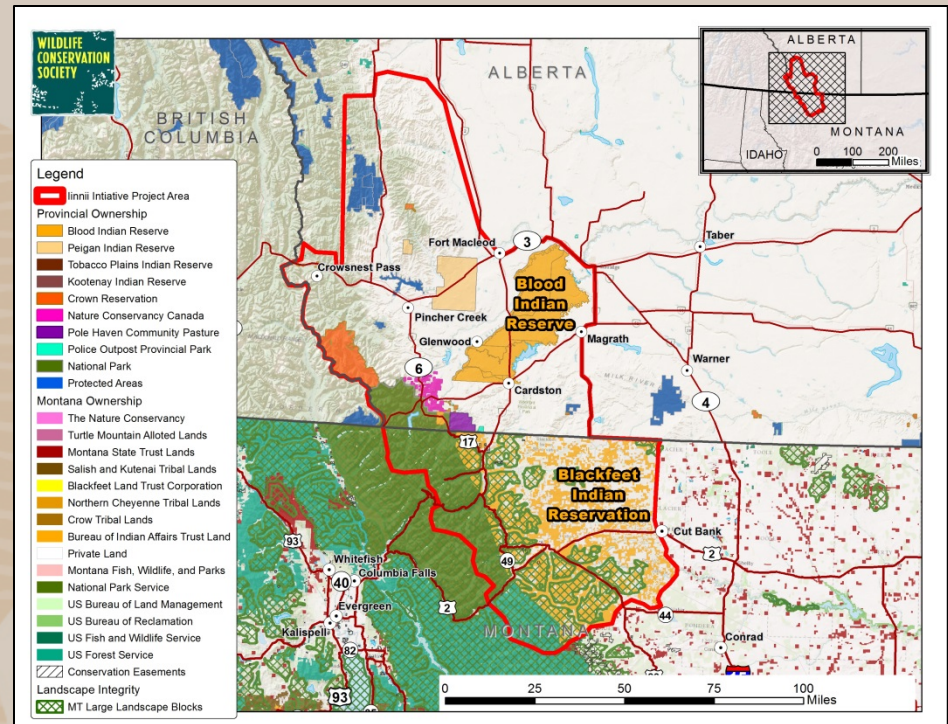 WILDLIFE
CONSERVATION
SOCIETY
ALBERTA
BRITISH
COLUMBIA
ALBERTA
MONTANA
IDAHO
0 100 200
Miles
Legend
Iinnii Intiative Project Area
Provincial Ownership
Blood Indian Reserve
Peigan Indian Reserve
Tobacco Plains Indian Reserve
Kootenay Indian Reserve
Crown Reservation
Nature Conservancy Canada
Pole Haven Community Pasture
Police Outpost Provincial Park
National Park
Protected Areas
Montana Ownership
The Nature Conservancy
Turtle Mountain Alloted Lands
Montana State Trust Lands
Salish and Kutenai Tribal Lands
Blackfeet Land Trust Corporation
Northern Cheyenne Tribal Lands
Crow Tribal Lands
Bureau of Indian Affairs Trust Land
Private Land
Montana Fish, Wildlife, and Parks
National Park Service
US Bureau of Land Management
US Bureau of Reclamation
US Fish and Wildlife Service
US Forest Service
Conservation Easements
Landscape Integrity
MT Large Landscape Blocks
Fort Macleod
3
Taber
Crowsnest Pass
Blood
Indian
Reserve
Pincher Creek
Glenwood
Magrath
6
Warner
MILK RIVER
Cardston
4
17
Blackfeet
Indian
Reservation
Cut Bank
2
93
Whitefish
49
40
Columbia Falls
2
Evergreen
44
Kalispell
MONTANA
Conrad
82
93
0 25 50 75 100
Miles